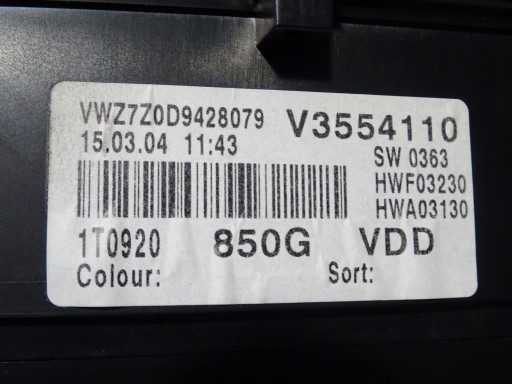 VWZ7Z0D9428079 V3554110
15.03.04 11:43 SW 0363
HWF03230
HWA03130
1T0920 850G VDD
Colour: Sort: